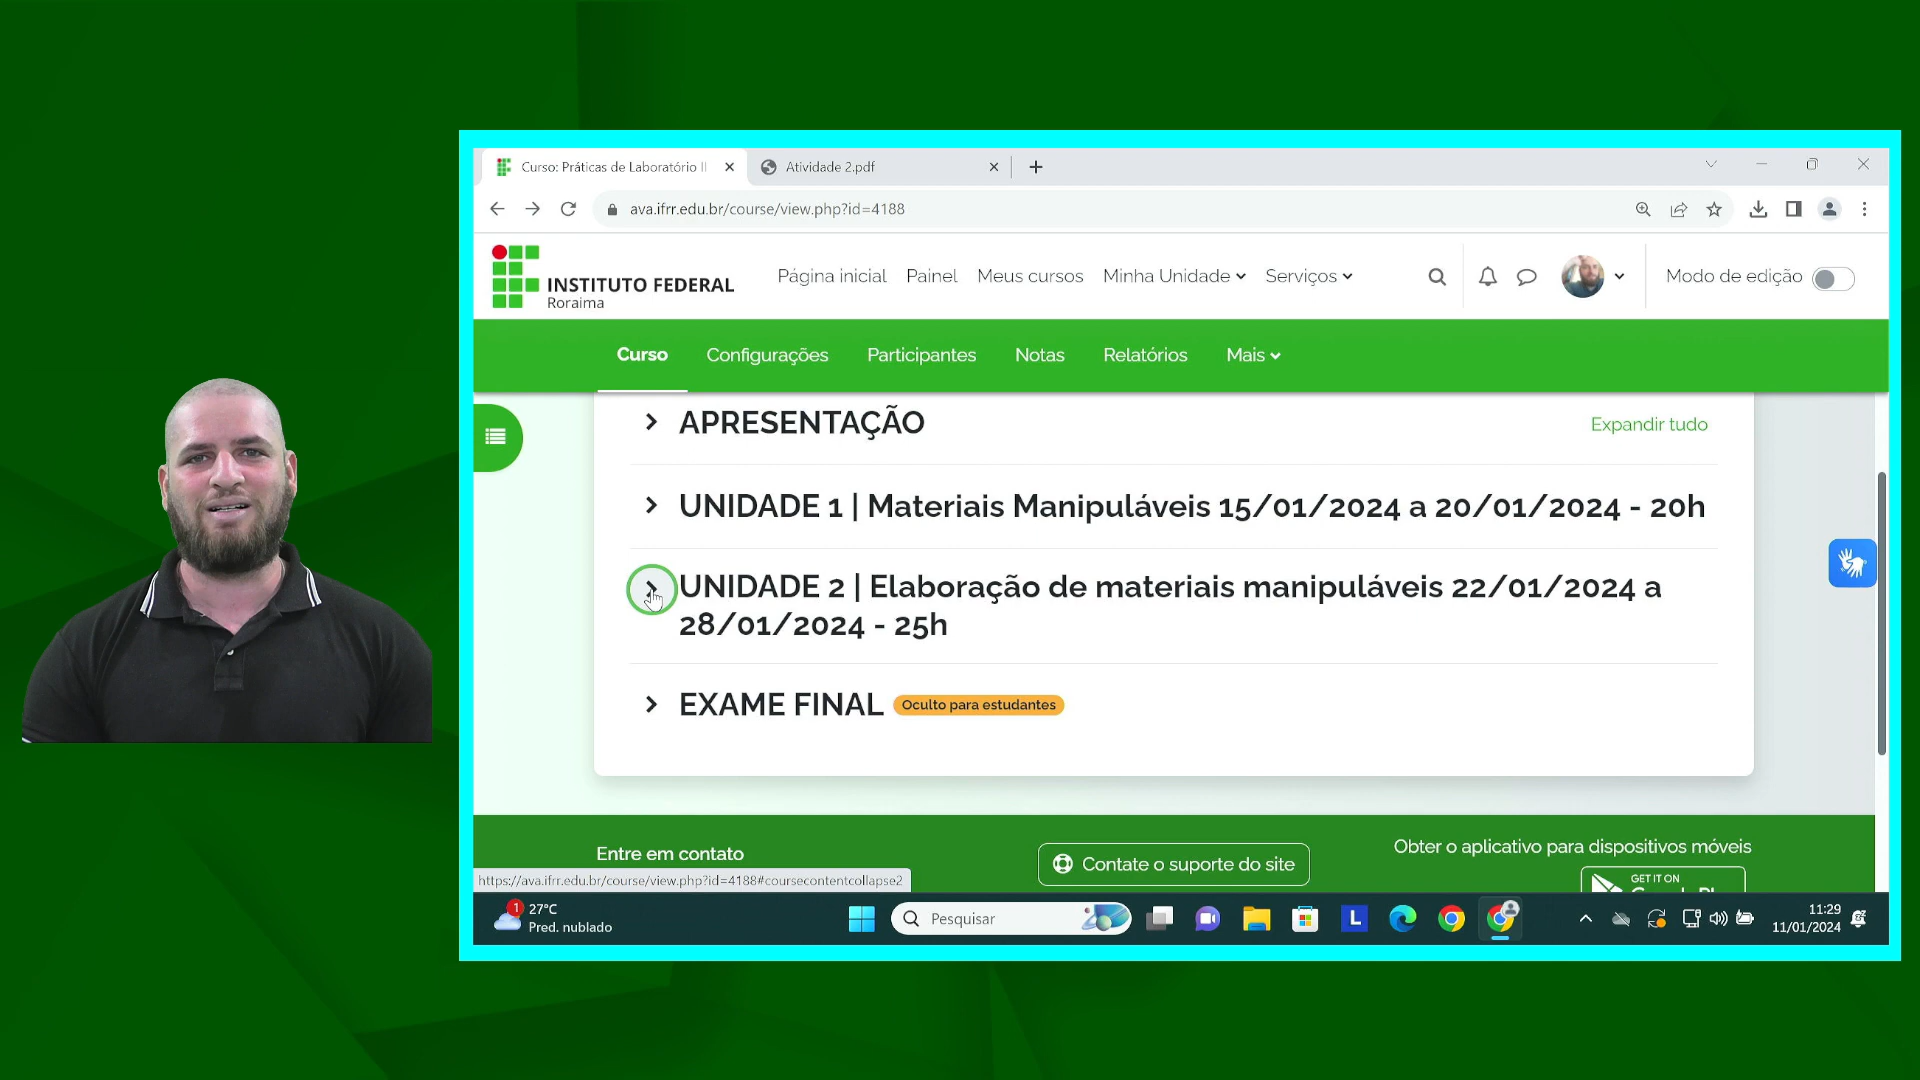 Curso: Práticas de Laboratório II
Atividade 2.pdf
ava.ifrr.edu.br/course/view.php?id=4188
INSTITUTO FEDERAL
Roraima
Página inicial
Painel
Meus cursos
Minha Unidade
Serviços
Modo de edição
Curso
Configurações
Participantes
Notas
Relatórios
Mais
APRESENTAÇÃO
Expandir tudo
UNIDADE 1 | Materiais Manipuláveis 15/01/2024 a 20/01/2024 - 20h
UNIDADE 2 | Elaboração de materiais manipuláveis 22/01/2024 a
28/01/2024 - 25h
EXAME FINAL
Oculto para estudantes
Entre em contato
Contate o suporte do site
Obter o aplicativo para dispositivos móveis
GET IT ON
https://ava.ifrr.edu.br/course/view.php?id=4188#coursecontentcollapse2
1
27°C
Pred. nublado
Pesquisar
L
11:29
11/01/2024